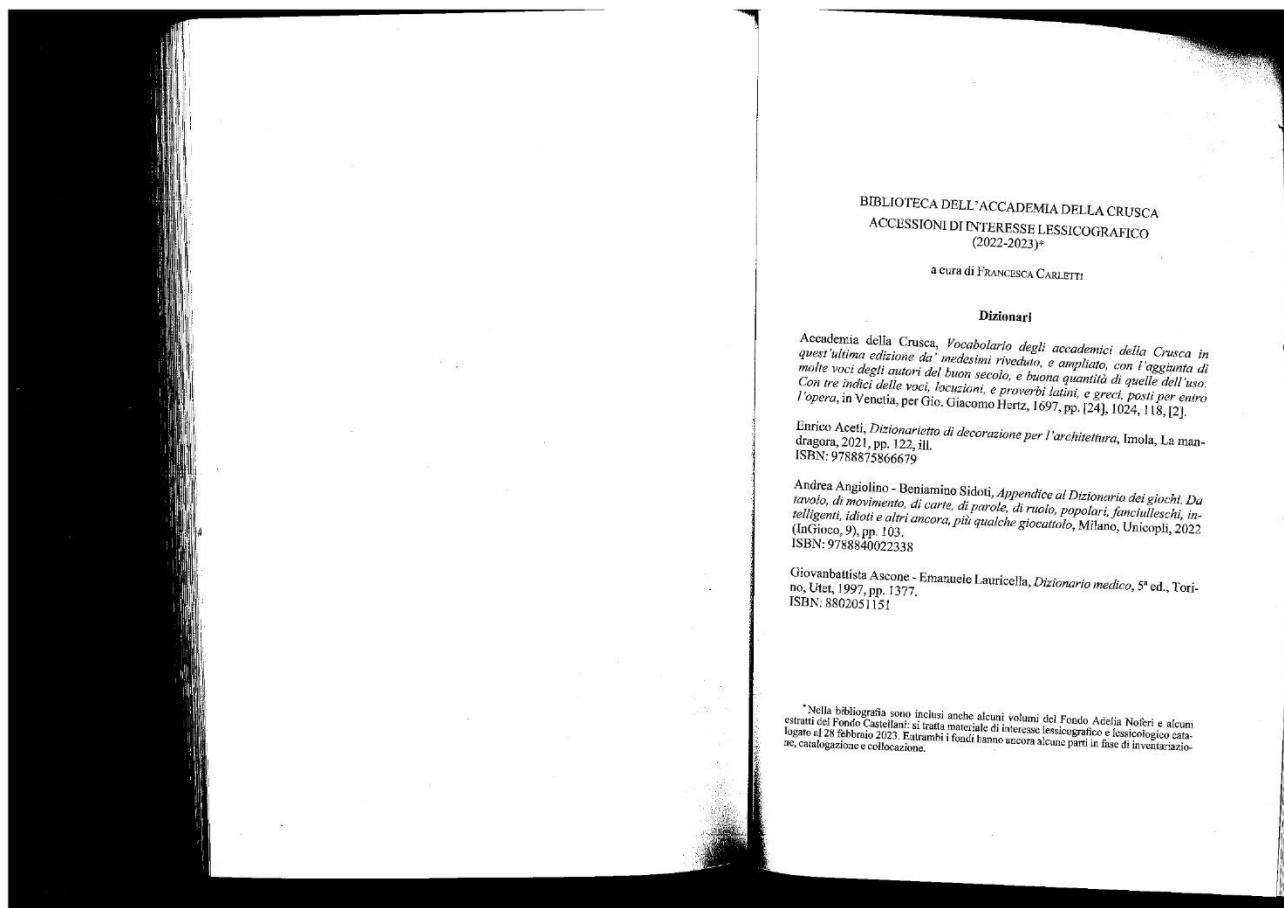 BIBLIOTECA DELL'ACCADEMIA DELLA CRUSCA
ACCESSIONI DI INTERESSE LESSICOGRAFICO
(2022-2023)*
a cura di FRANCESCA CARLETTI
Dizionari
Accademia della Crusca, Vocabolario degli accademici della Crusca in
quest'ultima edizione da' medesimi riveduto, e ampliato, con l'aggiunta di
molte voci degli autori del buon secolo, e buona quantità di quelle dell'uso.
Con tre indici delle voci, locuzioni, e proverbi latini, e greci, posti per entro
l'opera, in Venetia, per Gio. Giacomo Hertz, 1697, pp. [24], 1024, 118, [2].
Enrico Aceti, Dizionarietto di decorazione per l'architettura, Imola, La man-
dragora, 2021, pp. 122, ill.
ISBN: 9788875866679
Andrea Angiolino - Beniamino Sidoti, Appendice al Dizionario dei giochi. Da
tavolo, di movimento, di carte, di parole, di ruolo, popolari, fanciulleschi, in-
telligenti, idioti e altri ancora, più qualche giocattolo, Milano, Unicopli, 2022
(InGioco, 9), pp. 103.
ISBN: 9788840022338
Giovanbattista Ascone - Emanuele Lauricella, Dizionario medico, 5ª ed., Tori-
no, Utet, 1997, pp. 1377.
ISBN: 8802051151
*Nella bibliografia sono inclusi anche alcuni volumi del Fondo Adelia Noferi e alcuni
estratti del Fondo Castellani: si tratta materiale di interesse lessicografico e lessicologico cata-
logato al 28 febbraio 2023. Entrambi i fondi hanno ancora alcune parti in fase di inventariazio-
ne, catalogazione e collocazione.